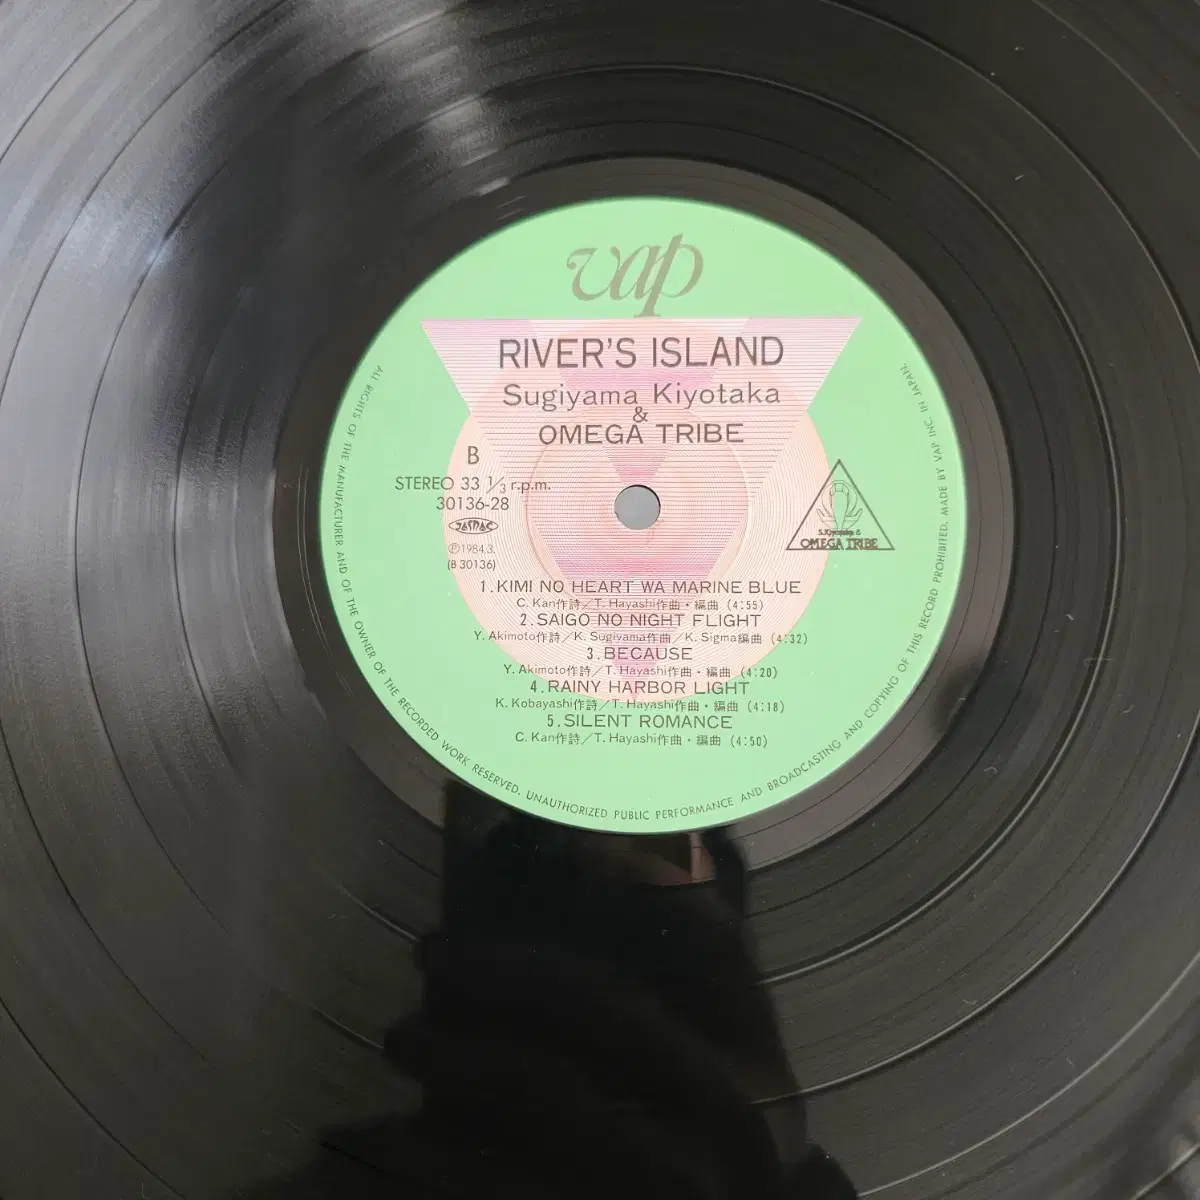 vap
RIVER'S ISLAND
Sugiyama Kiyotaka
&
OMEGA TRIBE
B
STEREO 33 1/3 r.p.m.
30136-28
JASRAC
Ⓟ1984.3.
(B 30136)
S.Kiyotaka &
OMEGA TRIBE
1.KIMI NO HEART WA MARINE BLUE
C. Kan作詩／T. Hayashi作曲・編曲 (4:55)
2.SAIGO NO NIGHT FLIGHT
Y. Akimoto作詩／K. Sugiyama作曲／K. Sigma編曲 (4:32)
3.BECAUSE
Y. Akimoto作詩／T. Hayashi作曲・編曲 (4:20)
4.RAINY HARBOR LIGHT
K. Kobayashi作詩／T. Hayashi作曲・編曲 (4:18)
5.SILENT ROMANCE
C. Kan作詩／T. Hayashi作曲・編曲 (4:50)
ALL RIGHTS OF THE MANUFACTURER AND OF THE OWNER OF THE RECORDED WORK RESERVED. UNAUTHORIZED PUBLIC PERFORMANCE AND BROADCASTING AND COPYING OF THIS RECORD PROHIBITED. MADE BY VAP INC. IN JAPAN.